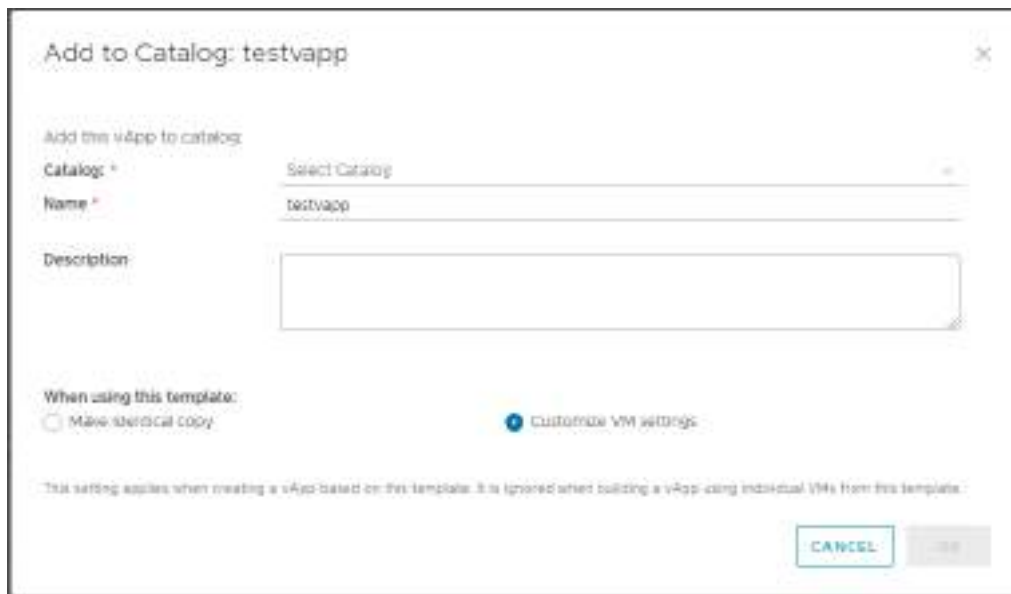 Add to Catalog: testvapp
Add this vApp to catalog:
Catalog: * Select Catalog
Name * testvapp
Description
When using this template:
Make identical copy Customize VM settings
This setting applies when creating a vApp based on this template. It is ignored when building a vApp using individual VMs from this template.
CANCEL OK